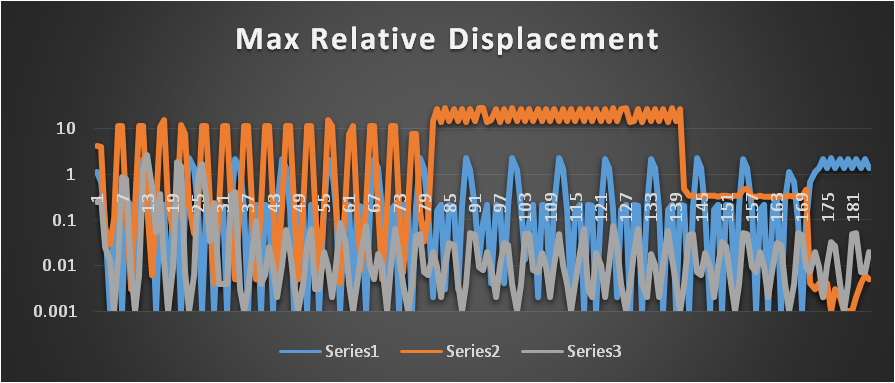 Max Relative Displacement
10
1
0.1
0.01
0.001
1 7 13 19 25 31 37 43 49 55 61 67 73 79 85 91 97 103 109 115 121 127 133 139 145 151 157 163 169 175 181
Series1 Series2 Series3